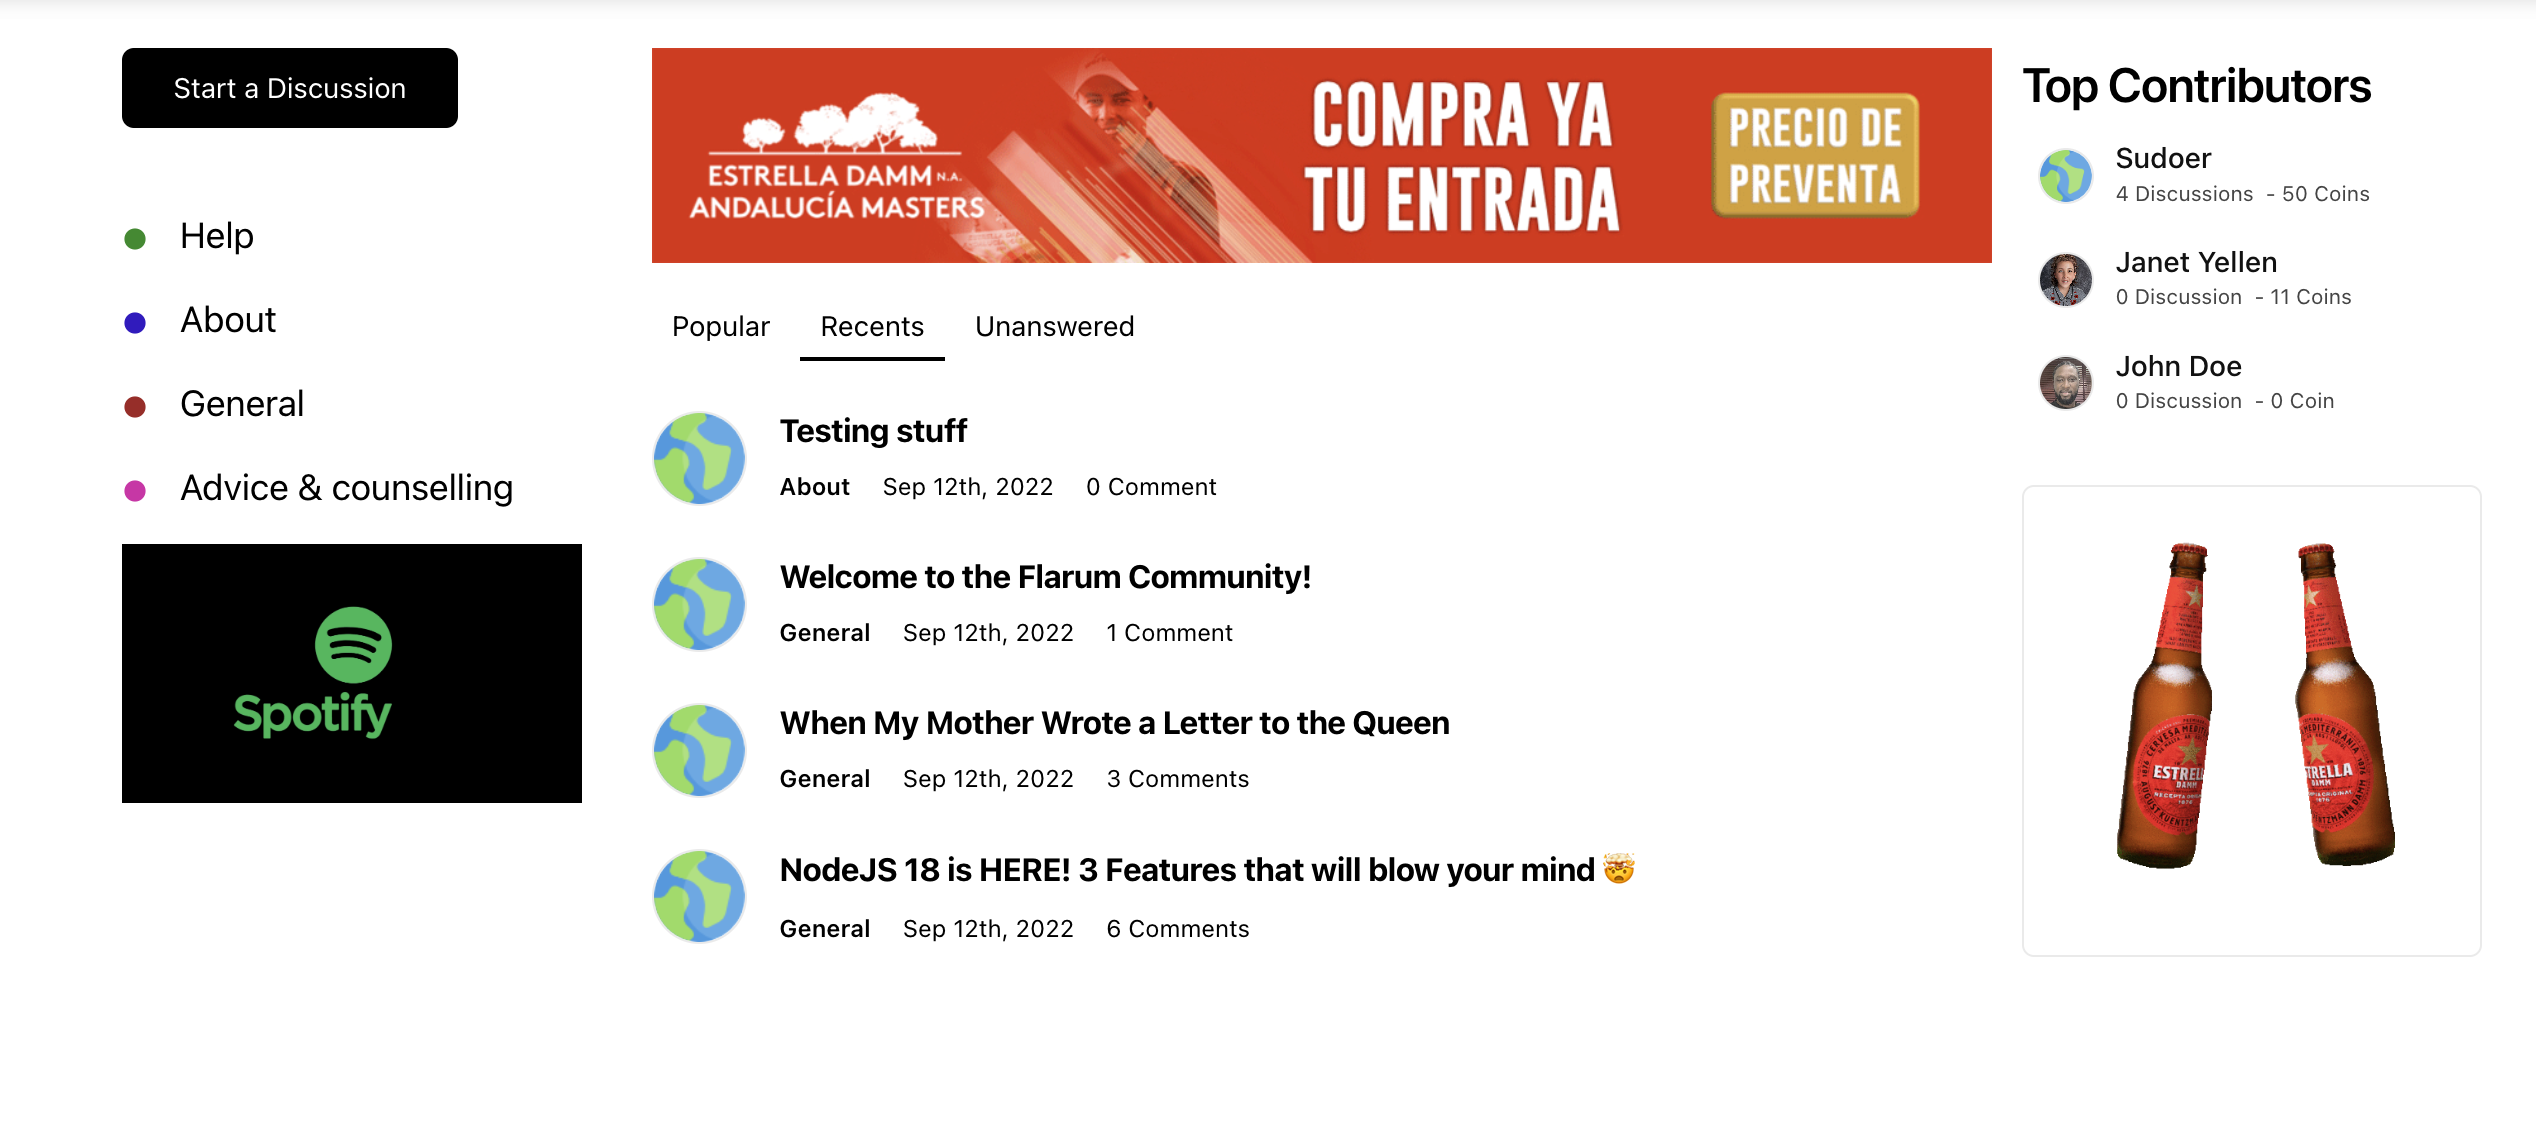 Start a Discussion
Help
About
General
Advice & counselling
Spotify
ESTRELLA DAMM N.A.
ANDALUCÍA MASTERS
COMPRA YA
TU ENTRADA
PRECIO DE
PREVENTA
Popular Recents Unanswered
Testing stuff
About Sep 12th, 2022 0 Comment
Welcome to the Flarum Community!
General Sep 12th, 2022 1 Comment
When My Mother Wrote a Letter to the Queen
General Sep 12th, 2022 3 Comments
NodeJS 18 is HERE! 3 Features that will blow your mind 🤯
General Sep 12th, 2022 6 Comments
Top Contributors
Sudoer
4 Discussions - 50 Coins
Janet Yellen
0 Discussion - 11 Coins
John Doe
0 Discussion - 0 Coin
ESTREL
DAMM
TRELLA
DAMM